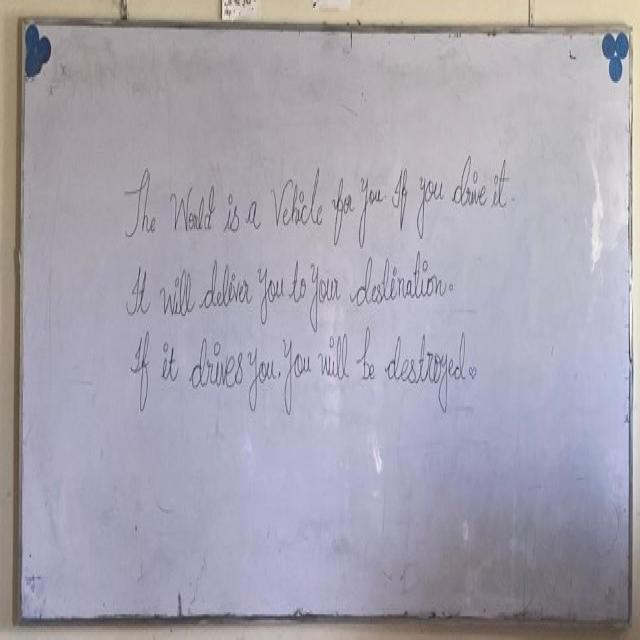 The World is a Vehicle for you If you drive it.
It will deliver you to your destination.
If it drives you. You will be destroyed.